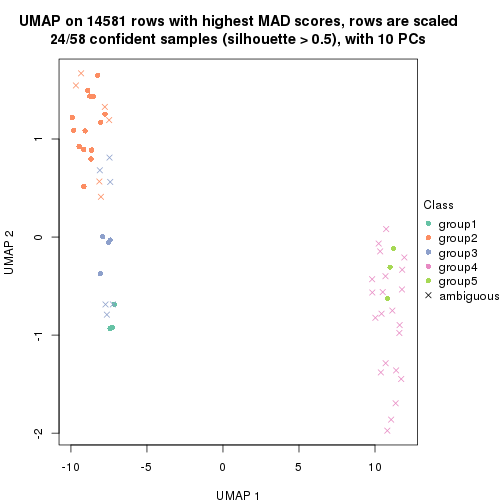 UMAP on 14581 rows with highest MAD scores, rows are scaled
24/58 confident samples (silhouette > 0.5), with 10 PCs
1
0
-1
-2
UMAP 2
-10
-5
0
5
10
UMAP 1
Class
group1
group2
group3
group4
group5
ambiguous